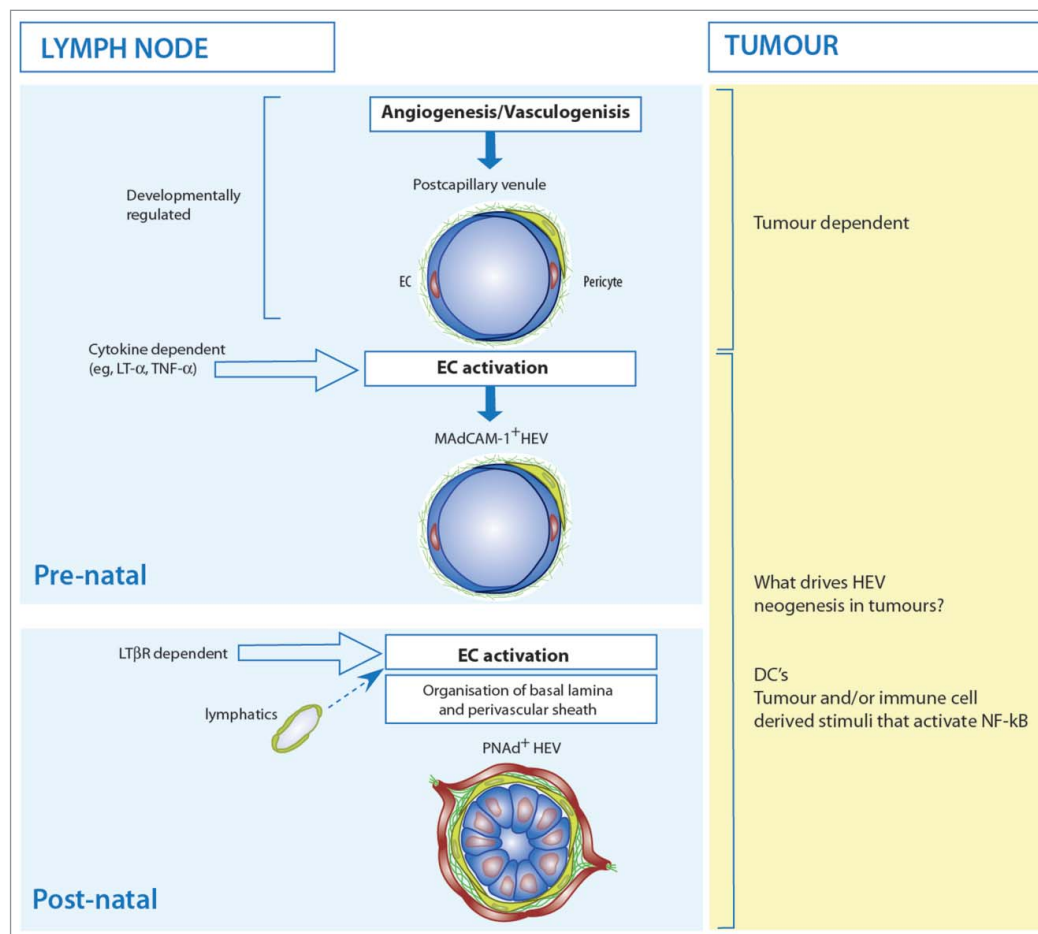 LYMPH NODE
TUMOUR
Angiogenesis/Vasculogenisis
Postcapillary venule
Developmentally
regulated
EC
Pericyte
Tumour dependent
Cytokine dependent
(eg, LT-α, TNF-α)
EC activation
MAdCAM-1⁺HEV
Pre-natal
What drives HEV
neogenesis in tumours?
DC's
Tumour and/or immune cell
derived stimuli that activate NF-kB
LTβR dependent
EC activation
Organisation of basal lamina
and perivascular sheath
lymphatics
PNAd⁺ HEV
Post-natal